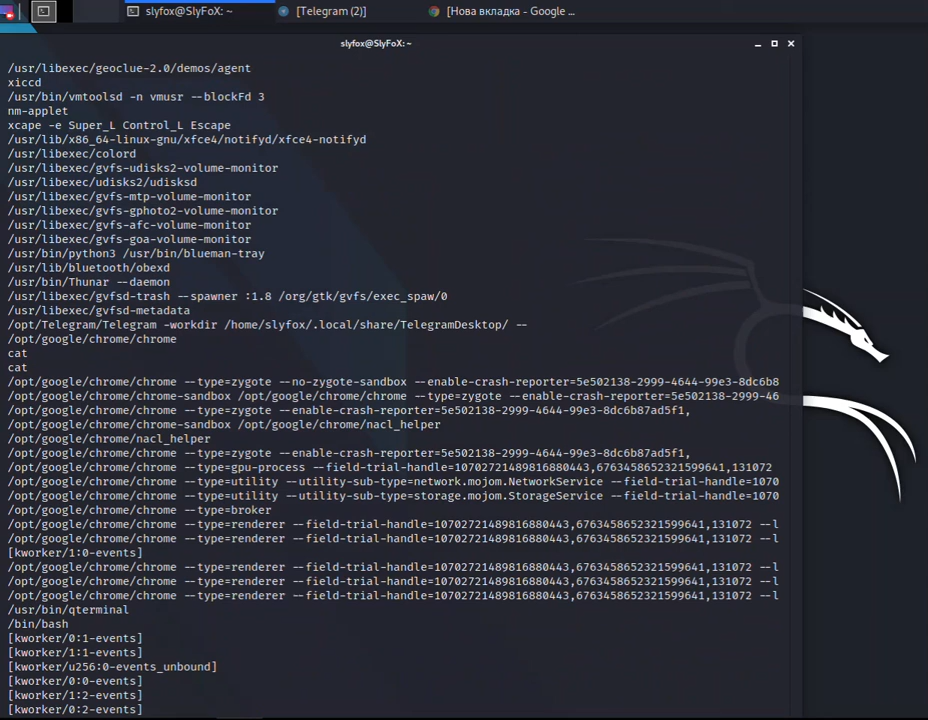 slyfox@SlyFoX: ~
[Telegram (2)]
[Нова вкладка - Google ...
slyfox@SlyFoX: ~
/usr/libexec/geoclue-2.0/demos/agent
xiccd
/usr/bin/vmtoolsd -n vmusr --blockFd 3
nm-applet
xcape -e Super_L Control_L Escape
/usr/lib/x86_64-linux-gnu/xfce4/notifyd/xfce4-notifyd
/usr/libexec/colord
/usr/libexec/gvfs-udisks2-volume-monitor
/usr/libexec/udisks2/udisksd
/usr/libexec/gvfs-mtp-volume-monitor
/usr/libexec/gvfs-gphoto2-volume-monitor
/usr/libexec/gvfs-afc-volume-monitor
/usr/libexec/gvfs-goa-volume-monitor
/usr/bin/python3 /usr/bin/blueman-tray
/usr/lib/bluetooth/obexd
/usr/bin/Thunar --daemon
/usr/libexec/gvfsd-trash --spawner :1.8 /org/gtk/gvfs/exec_spaw/0
/usr/libexec/gvfsd-metadata
/opt/Telegram/Telegram -workdir /home/slyfox/.local/share/TelegramDesktop/ --
/opt/google/chrome/chrome
cat
cat
/opt/google/chrome/chrome --type=zygote --no-zygote-sandbox --enable-crash-reporter=5e502138-2999-4644-99e3-8dc6b8
/opt/google/chrome/chrome-sandbox /opt/google/chrome/chrome --type=zygote --enable-crash-reporter=5e502138-2999-46
/opt/google/chrome/chrome --type=zygote --enable-crash-reporter=5e502138-2999-4644-99e3-8dc6b87ad5f1,
/opt/google/chrome/chrome-sandbox /opt/google/chrome/nacl_helper
/opt/google/chrome/nacl_helper
/opt/google/chrome/chrome --type=zygote --enable-crash-reporter=5e502138-2999-4644-99e3-8dc6b87ad5f1,
/opt/google/chrome/chrome --type=gpu-process --field-trial-handle=10702721489816880443,6763458652321599641,131072
/opt/google/chrome/chrome --type=utility --utility-sub-type=network.mojom.NetworkService --field-trial-handle=1070
/opt/google/chrome/chrome --type=utility --utility-sub-type=storage.mojom.StorageService --field-trial-handle=1070
/opt/google/chrome/chrome --type=broker
/opt/google/chrome/chrome --type=renderer --field-trial-handle=10702721489816880443,6763458652321599641,131072 --l
/opt/google/chrome/chrome --type=renderer --field-trial-handle=10702721489816880443,6763458652321599641,131072 --l
[kworker/1:0-events]
/opt/google/chrome/chrome --type=renderer --field-trial-handle=10702721489816880443,6763458652321599641,131072 --l
/opt/google/chrome/chrome --type=renderer --field-trial-handle=10702721489816880443,6763458652321599641,131072 --l
/opt/google/chrome/chrome --type=renderer --field-trial-handle=10702721489816880443,6763458652321599641,131072 --l
/usr/bin/qterminal
/bin/bash
[kworker/0:1-events]
[kworker/1:1-events]
[kworker/u256:0-events_unbound]
[kworker/0:0-events]
[kworker/1:2-events]
[kworker/0:2-events]